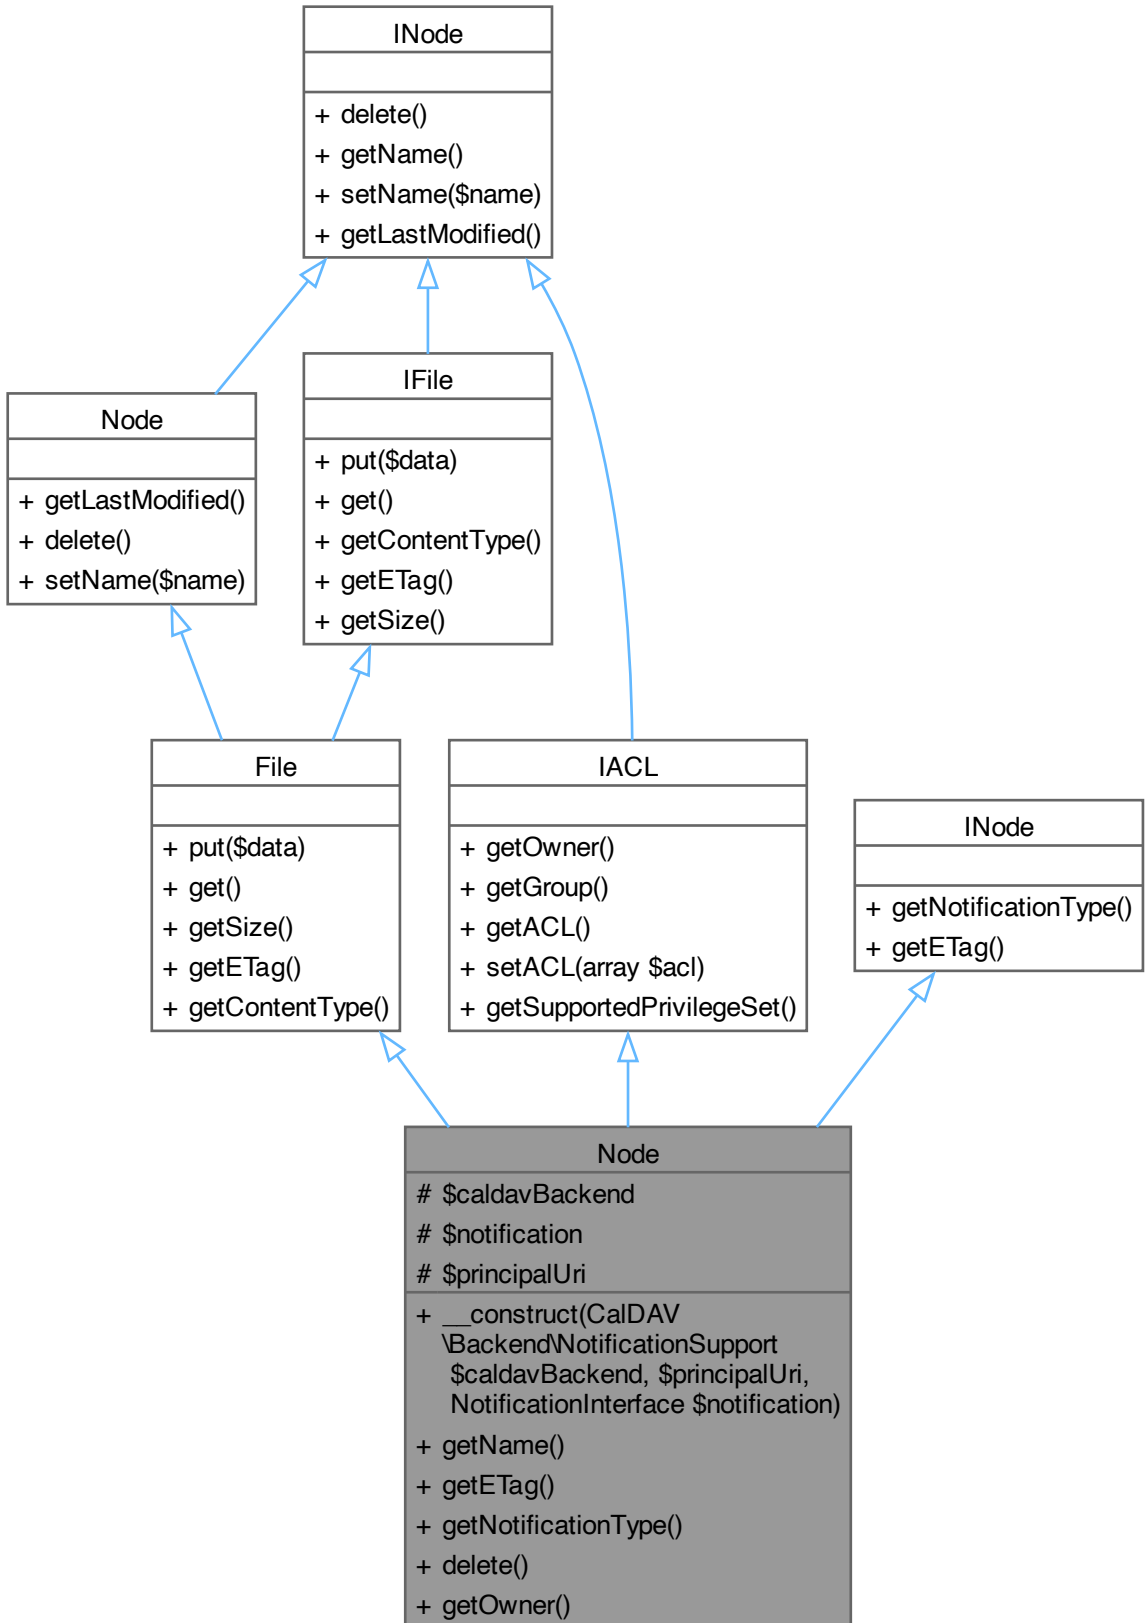 INode
+ delete()
+ getName()
+ setName($name)
+ getLastModified()
Node
+ getLastModified()
+ delete()
+ setName($name)
IFile
+ put($data)
+ get()
+ getContentType()
+ getETag()
+ getSize()
File
+ put($data)
+ get()
+ getSize()
+ getETag()
+ getContentType()
IACL
+ getOwner()
+ getGroup()
+ getACL()
+ setACL(array $acl)
+ getSupportedPrivilegeSet()
INode
+ getNotificationType()
+ getETag()
Node
# $caldavBackend
# $notification
# $principalUri
+ __construct(CalDAV
\Backend\NotificationSupport
$caldavBackend, $principalUri,
NotificationInterface $notification)
+ getName()
+ getETag()
+ getNotificationType()
+ delete()
+ getOwner()